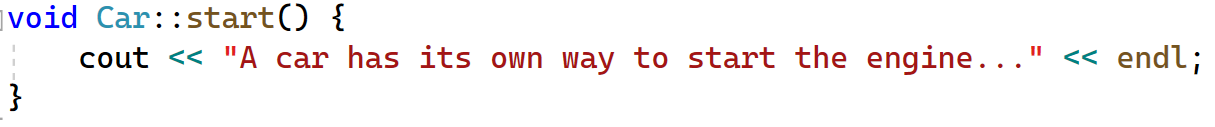 void Car::start() {
    cout << "A car has its own way to start the engine..." << endl;
}